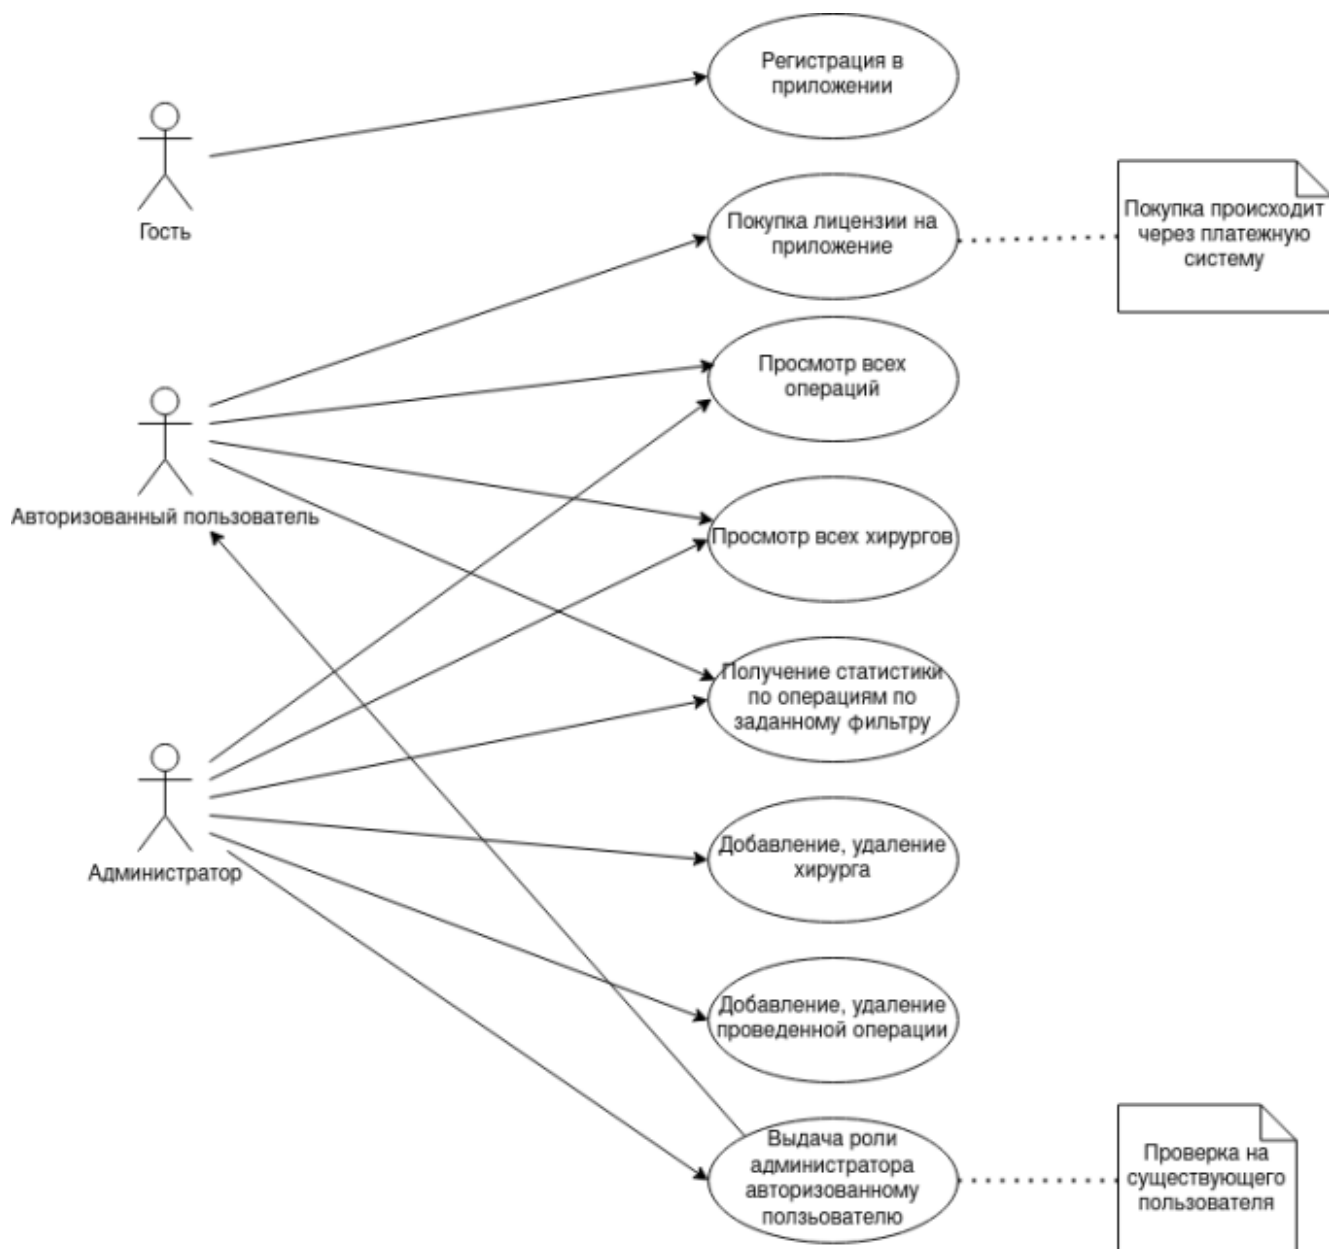 Регистрация в
приложении
Гость
Покупка лицензии на
приложение
Покупка происходит
через платежную
систему
Просмотр всех
операций
Авторизованный пользователь
Просмотр всех хирургов
Получение статистики
по операциям по
заданному фильтру
Администратор
Добавление, удаление
хирурга
Добавление, удаление
проведенной операции
Выдача роли
администратора
авторизованному
ползьователю
Проверка на
существующего
пользователя